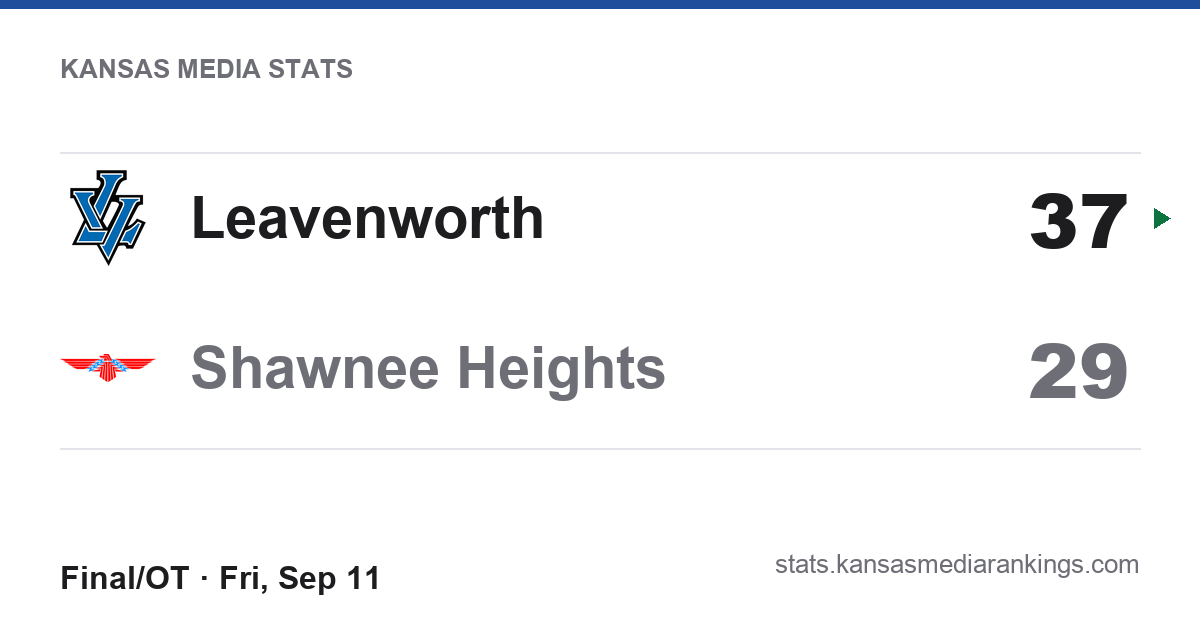 KANSAS MEDIA STATS
Leavenworth 37
Shawnee Heights 29
Final/OT · Fri, Sep 11
stats.kansasmediarankings.com